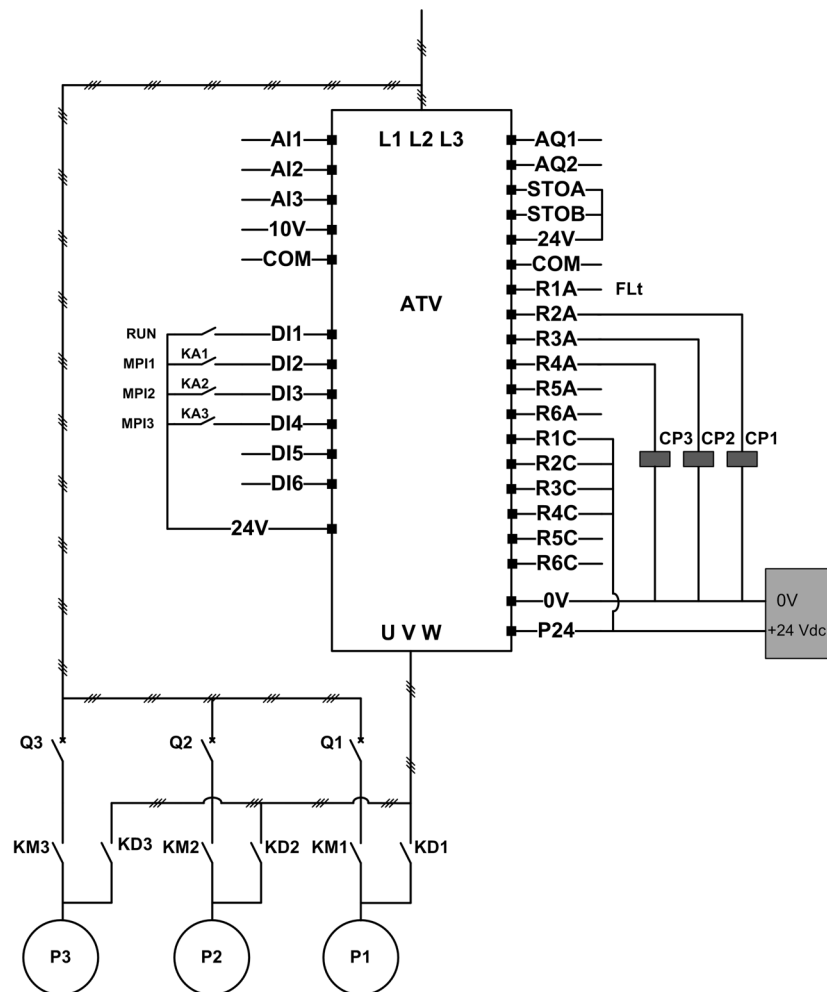 L1 L2 L3
AI1
AI2
AI3
10V
COM
AQ1
AQ2
STOA
STOB
24V
COM
R1A FLt
R2A
R3A
R4A
R5A
R6A
R1C
R2C
R3C
R4C
R5C
R6C
0V
P24
ATV
RUN DI1
MPI1 KA1 DI2
MPI2 KA2 DI3
MPI3 KA3 DI4
DI5
DI6
24V
CP3 CP2 CP1
0V
+24 Vdc
U V W
Q3 Q2 Q1
KM3 KD3 KM2 KD2 KM1 KD1
P3 P2 P1